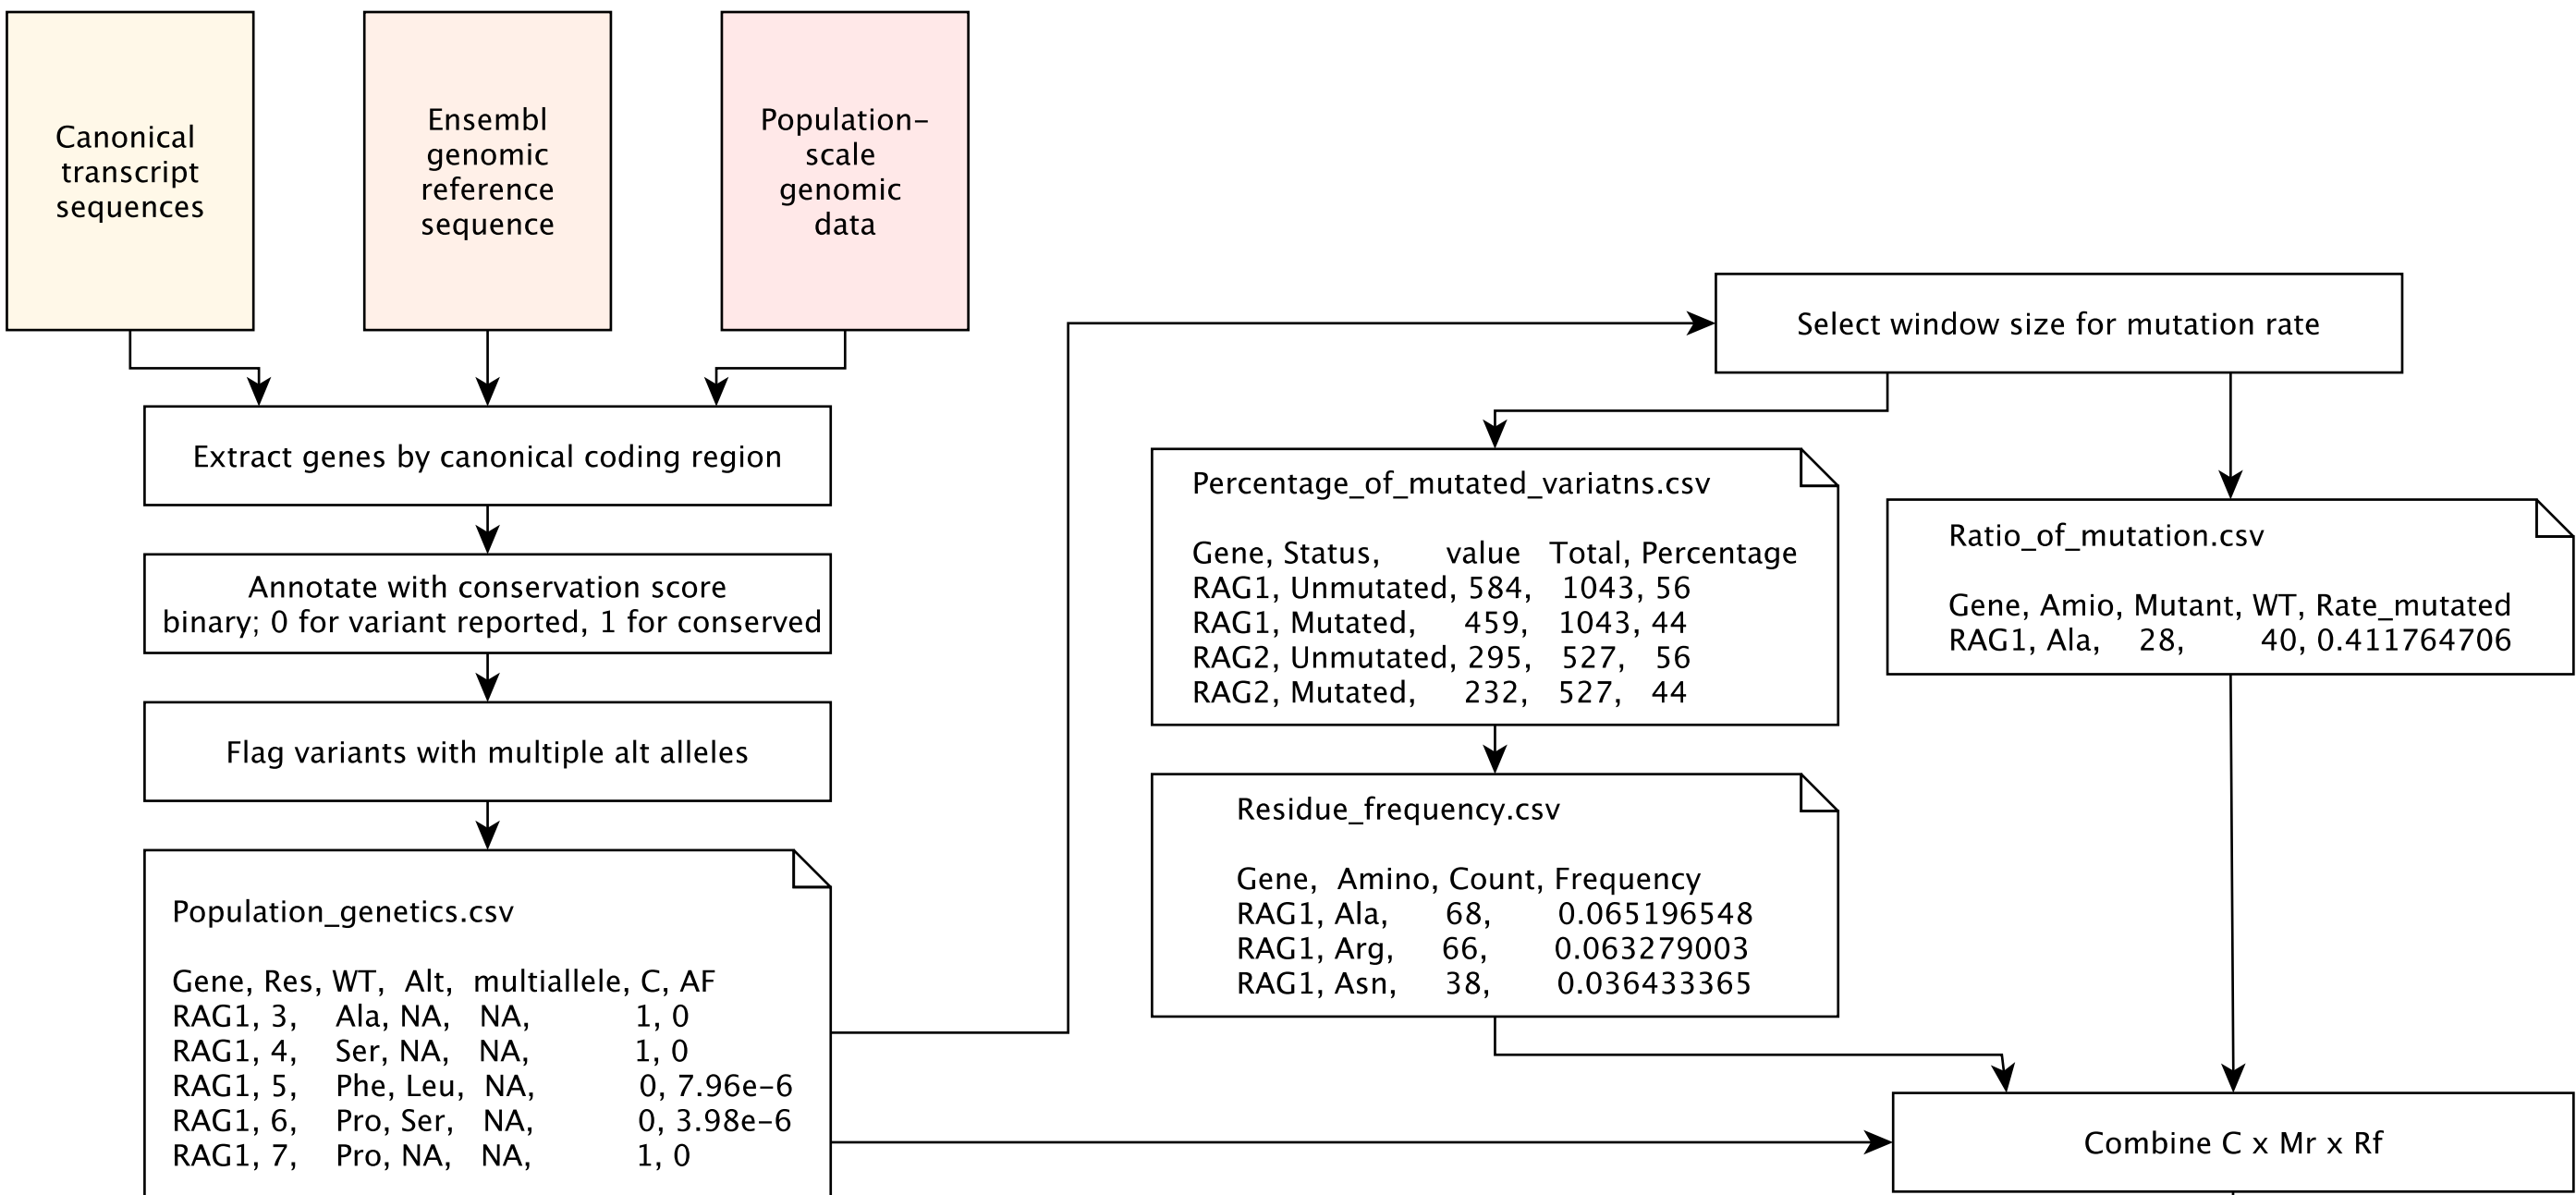 Canonical
transcript
sequences
Ensembl
genomic
reference
sequence
Population-
scale
genomic
data
Extract genes by canonical coding region
Annotate with conservation score
binary; 0 for variant reported, 1 for conserved
Flag variants with multiple alt alleles
Population_genetics.csv
Gene, Res, WT, Alt, multiallele, C, AF
RAG1, 3, Ala, NA, NA, 1, 0
RAG1, 4, Ser, NA, NA, 1, 0
RAG1, 5, Phe, Leu, NA, 0, 7.96e-6
RAG1, 6, Pro, Ser, NA, 0, 3.98e-6
RAG1, 7, Pro, NA, NA, 1, 0
Select window size for mutation rate
Percentage_of_mutated_variatns.csv
Gene, Status, value Total, Percentage
RAG1, Unmutated, 584, 1043, 56
RAG1, Mutated, 459, 1043, 44
RAG2, Unmutated, 295, 527, 56
RAG2, Mutated, 232, 527, 44
Residue_frequency.csv
Gene, Amino, Count, Frequency
RAG1, Ala, 68, 0.065196548
RAG1, Arg, 66, 0.063279003
RAG1, Asn, 38, 0.036433365
Ratio_of_mutation.csv
Gene, Amio, Mutant, WT, Rate_mutated
RAG1, Ala, 28, 40, 0.411764706
Combine C x Mr x Rf